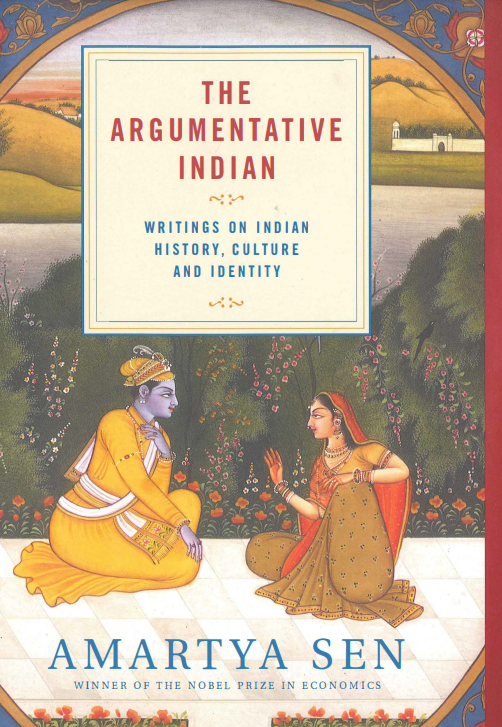 THE
ARGUMENTATIVE
INDIAN
WRITINGS ON INDIAN
HISTORY, CULTURE
AND IDENTITY
AMARTYA SEN
WINNER OF THE NOBEL PRIZE IN ECONOMICS